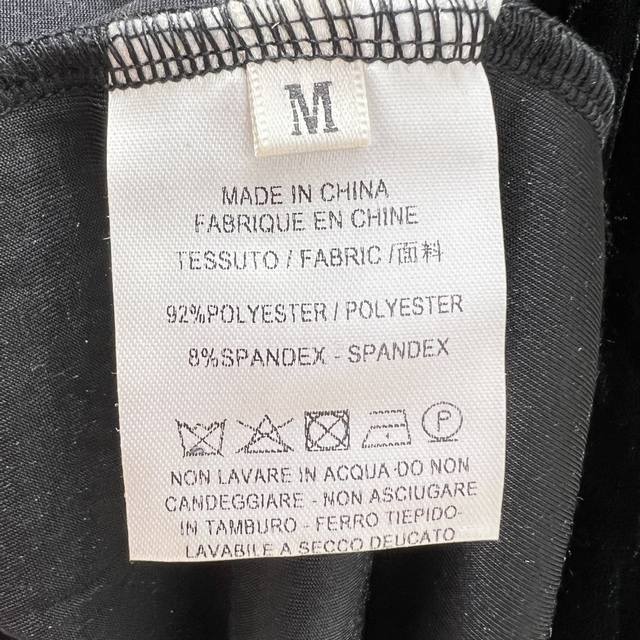 M
MADE IN CHINA
FABRIQUE EN CHINE
TESSUTO / FABRIC /面料
92%POLYESTER / POLYESTER
8%SPANDEX - SPANDEX
P
NON LAVARE IN ACQUA-DO NON
CANDEGGIARE - NON ASCIUGARE
IN TAMBURO - FERRO TIEPIDO-
LAVABILE A SECCO DEUCATO